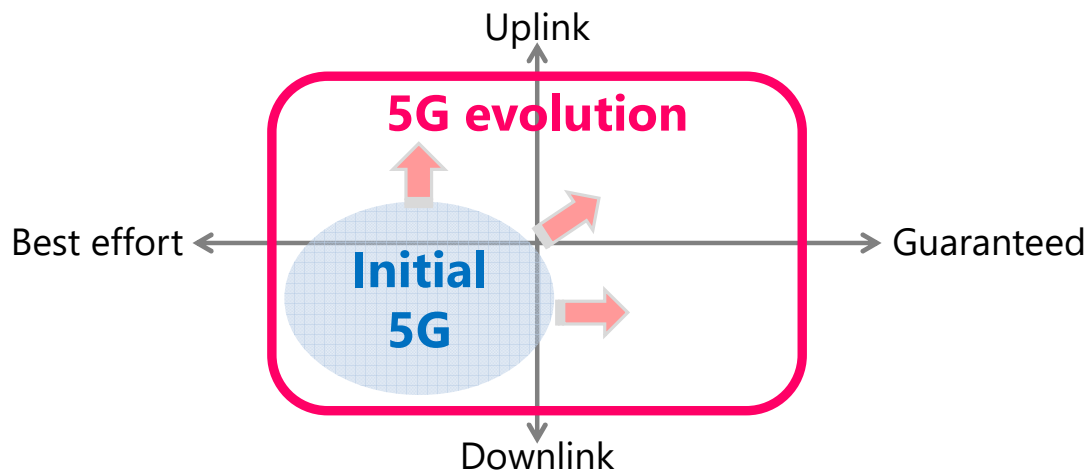 Uplink
5G evolution
Best effort
Guaranteed
Initial
5G
Downlink